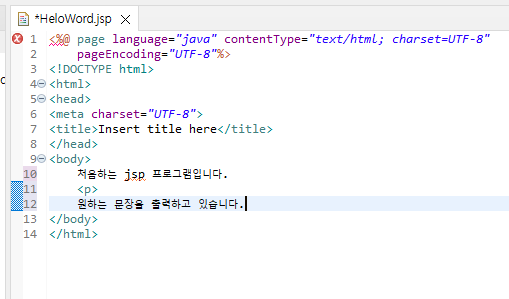 *HeloWord.jsp
1 <%@ page language="java" contentType="text/html; charset=UTF-8"
2 pageEncoding="UTF-8"%>
3 <!DOCTYPE html>
4 <html>
5 <head>
6 <meta charset="UTF-8">
7 <title>Insert title here</title>
8 </head>
9 <body>
10 처음하는 jsp 프로그램입니다.
11 <p>
12 원하는 문장을 출력하고 있습니다.
13 </body>
14 </html>